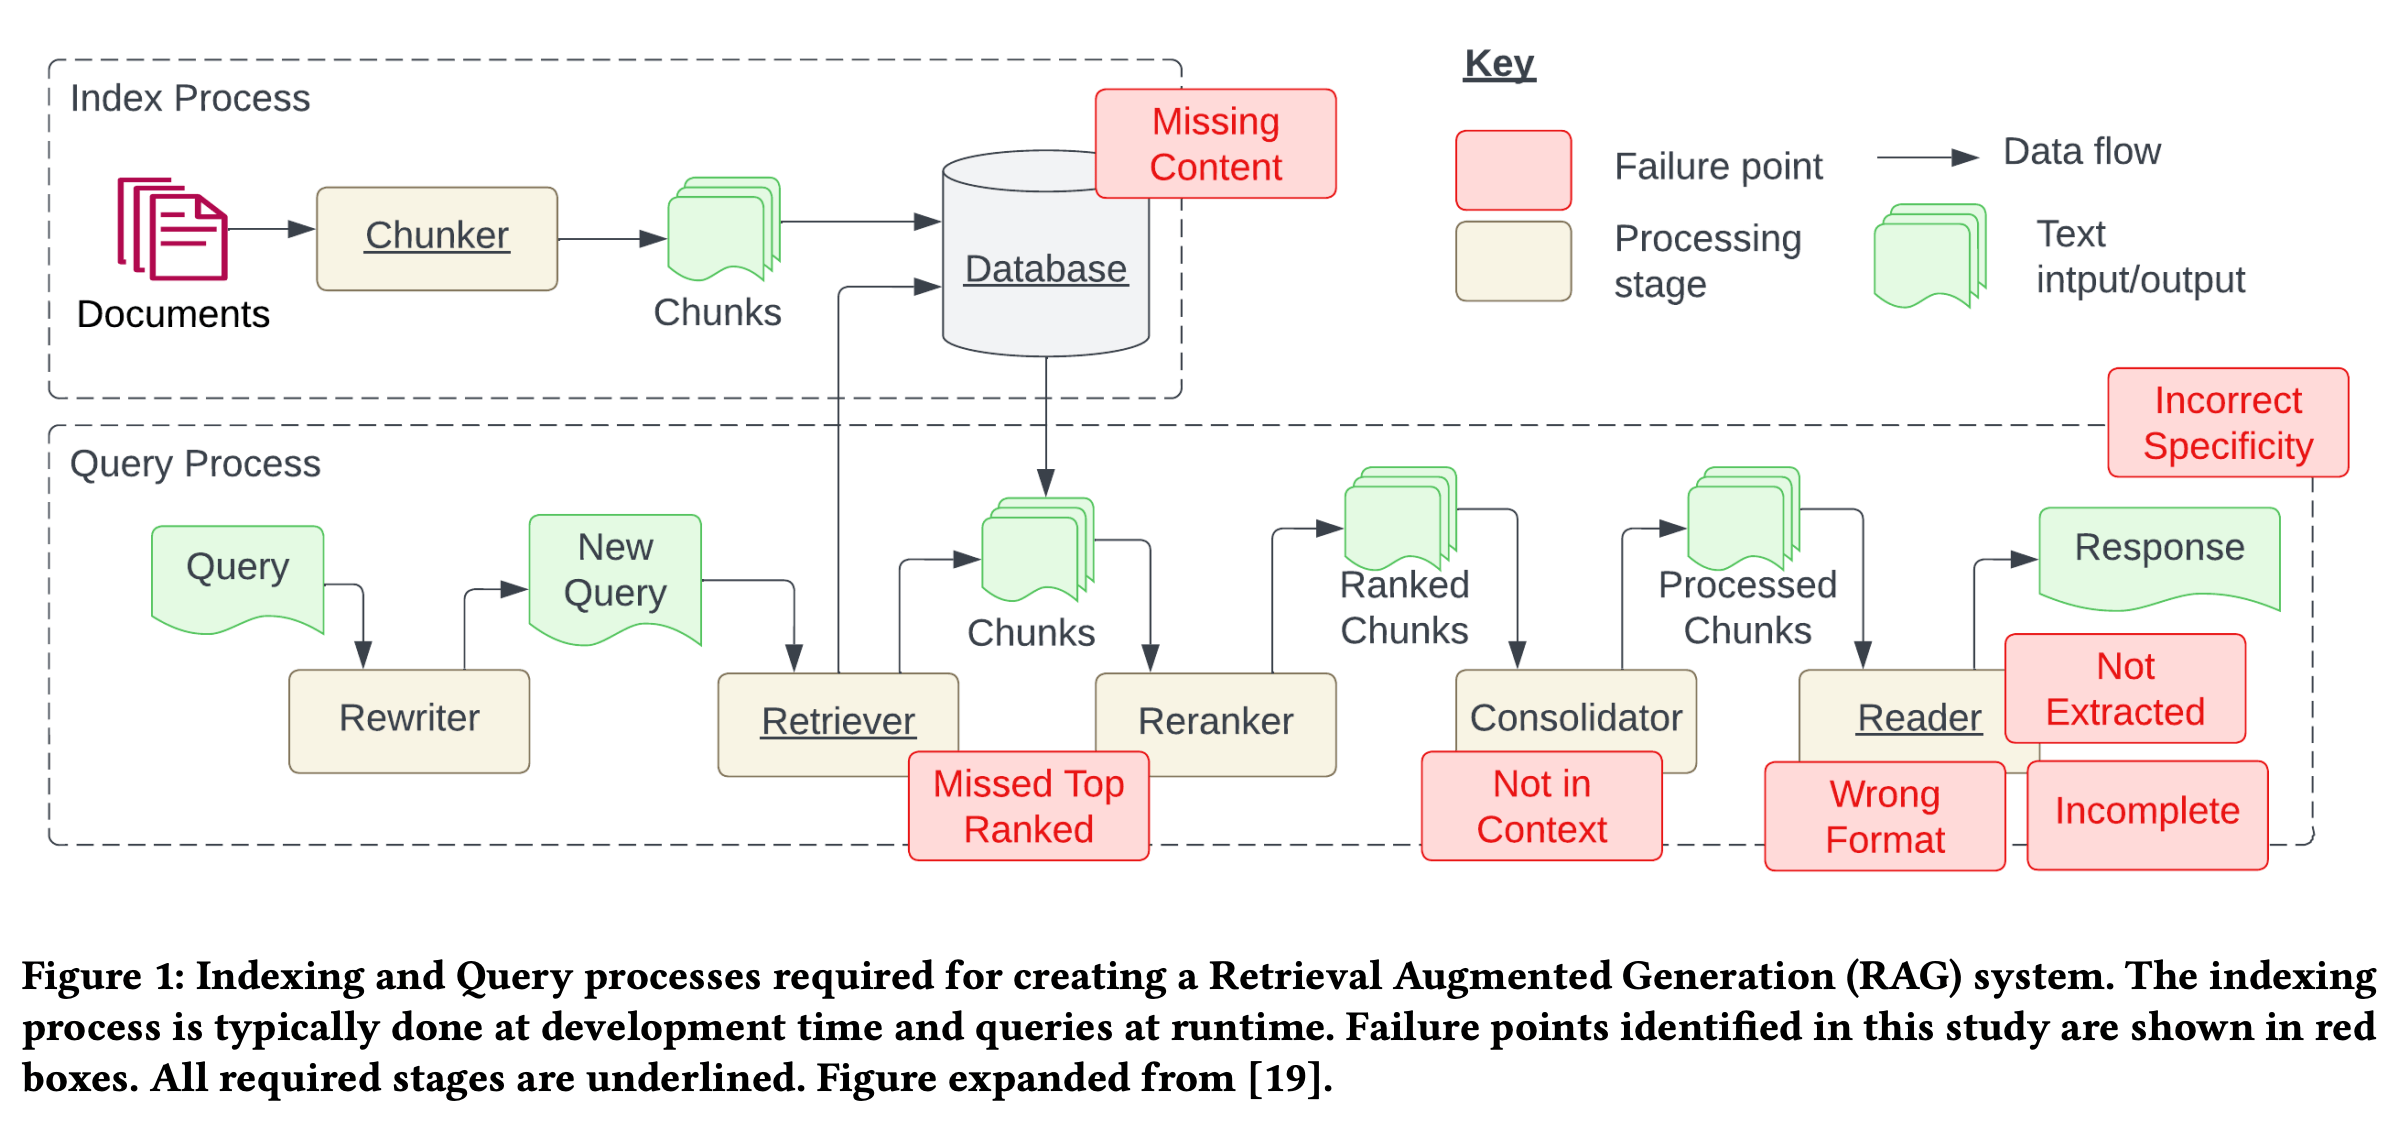 Index Process
Documents
Chunker
Chunks
Database
Missing
Content
Key
Failure point
Data flow
Processing
stage
Text
intput/output
Query Process
Incorrect
Specificity
Query
Rewriter
New
Query
Retriever
Missed Top
Ranked
Chunks
Reranker
Ranked
Chunks
Consolidator
Not in
Context
Processed
Chunks
Reader
Not
Extracted
Wrong
Format
Incomplete
Response
Figure 1: Indexing and Query processes required for creating a Retrieval Augmented Generation (RAG) system. The indexing
process is typically done at development time and queries at runtime. Failure points identified in this study are shown in red
boxes. All required stages are underlined. Figure expanded from [19].